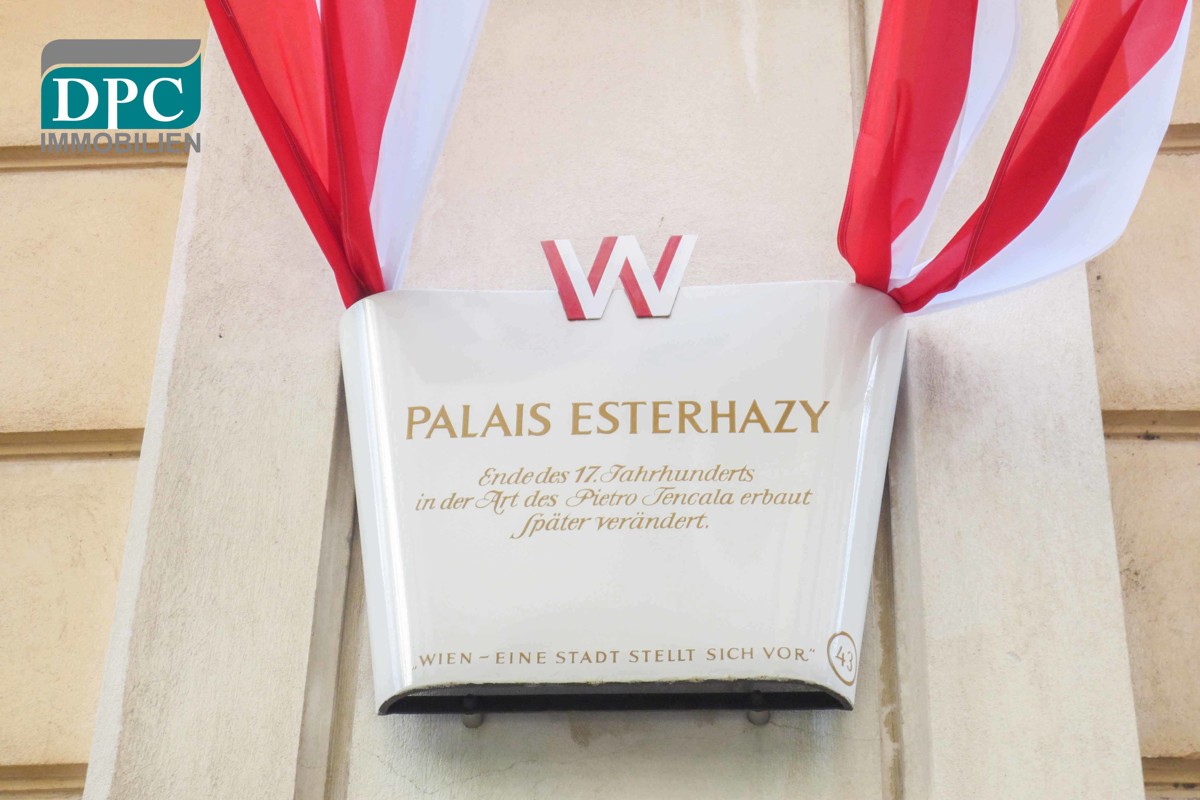 DPC
IMMOBILIEN
W
PALAIS ESTERHAZY
Ende des 17. Jahrhunderts
in der Art des Pietro Tencala erbaut
später verändert.
„WIEN – EINE STADT STELLT SICH VOR“
43